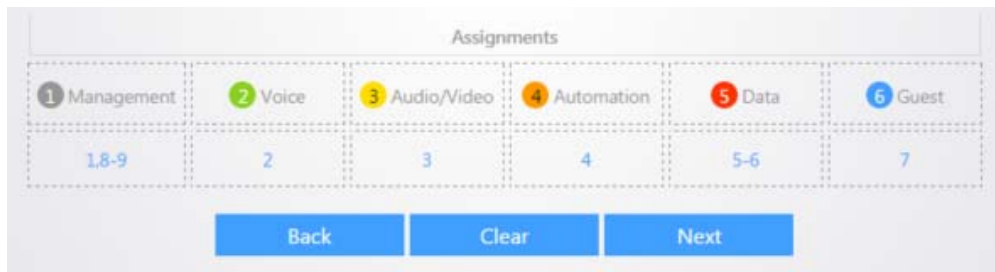 Assignments
1 Management 2 Voice 3 Audio/Video 4 Automation 5 Data 6 Guest
1,8-9 2 3 4 5-6 7
Back Clear Next